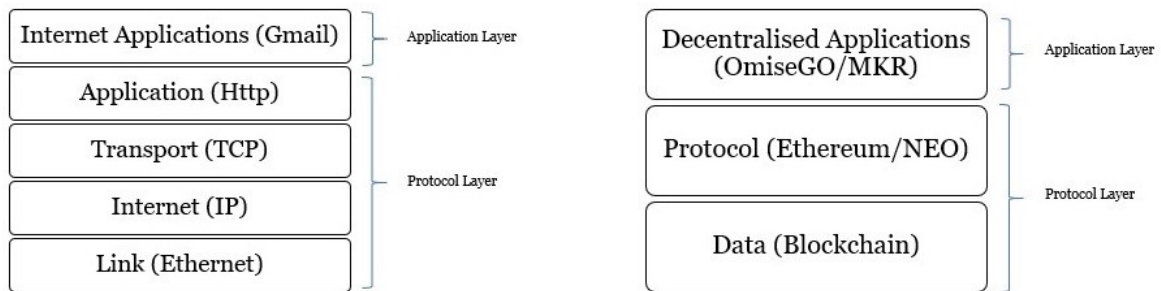 Internet Applications (Gmail)
Application Layer
Application (Http)
Transport (TCP)
Protocol Layer
Internet (IP)
Link (Ethernet)
Decentralised Applications
(OmiseGO/MKR)
Application Layer
Protocol (Ethereum/NEO)
Protocol Layer
Data (Blockchain)